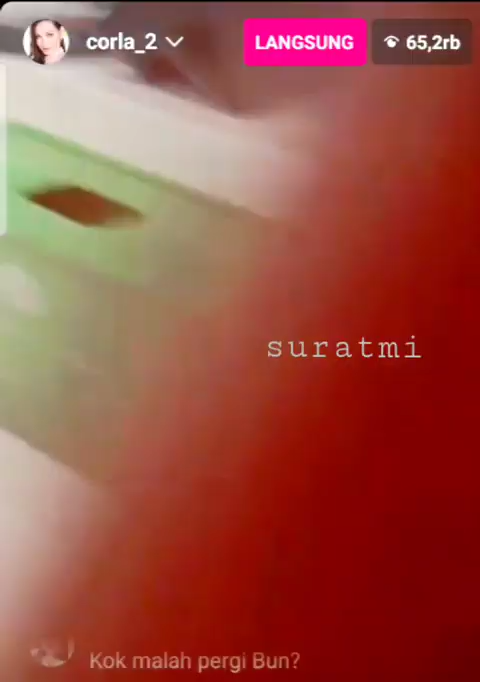 corla_2
LANGSUNG
65,2rb
suratmi
Kok malah pergi Bun?